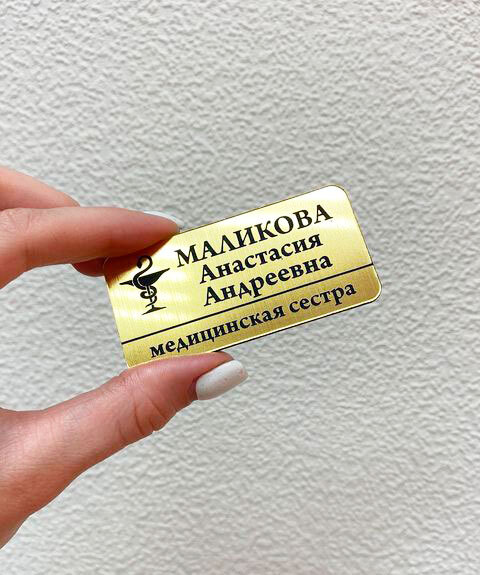 МАЛИКОВА
Анастасия
Андреевна
медицинская сестра